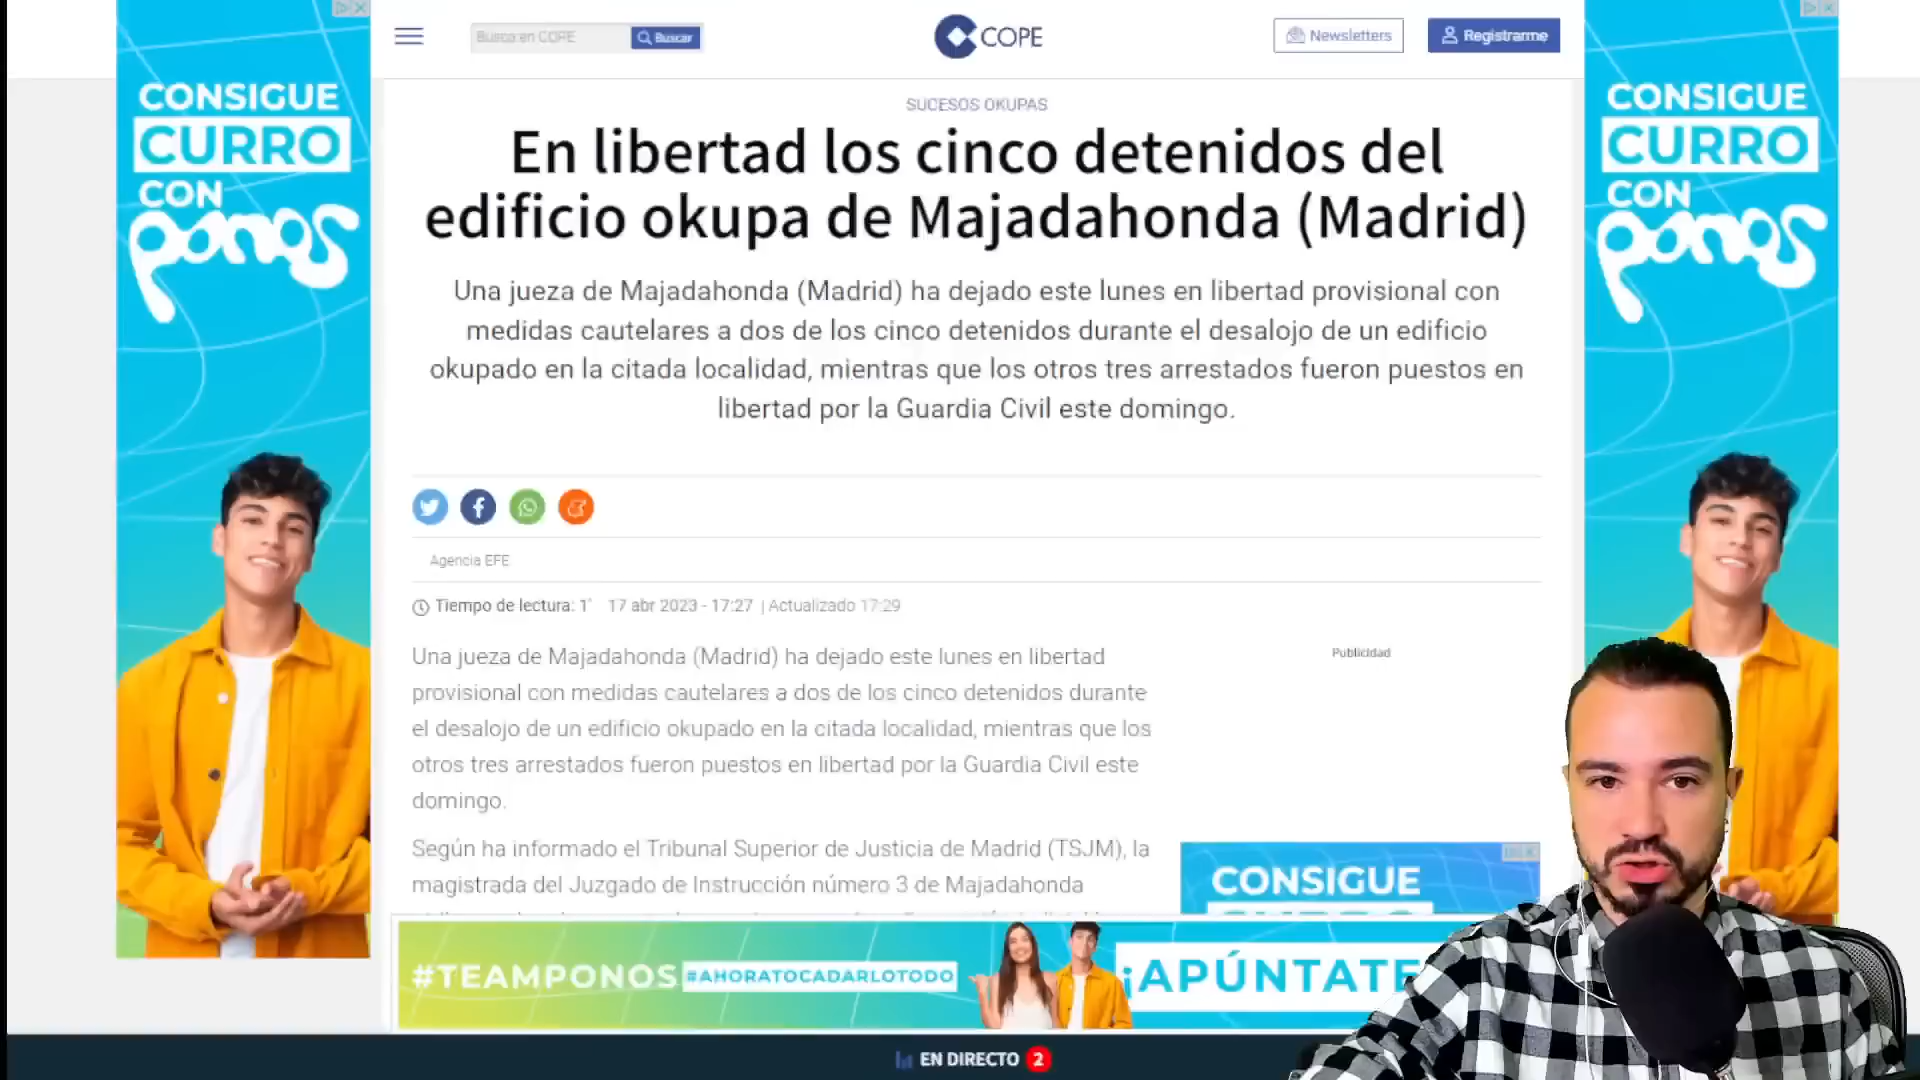 Busca en COPE
Buscar
COPE
Newsletters
Registrarme
CONSIGUE
CURRO
CON
ponos
CONSIGUE
CURRO
CON
ponos
SUCESOS OKUPAS
En libertad los cinco detenidos del
edificio okupa de Majadahonda (Madrid)
Una jueza de Majadahonda (Madrid) ha dejado este lunes en libertad provisional con
medidas cautelares a dos de los cinco detenidos durante el desalojo de un edificio
okupado en la citada localidad, mientras que los otros tres arrestados fueron puestos en
libertad por la Guardia Civil este domingo.
Agencia EFE
Tiempo de lectura: 1' 17 abr 2023 - 17:27 | Actualizado 17:29
Una jueza de Majadahonda (Madrid) ha dejado este lunes en libertad
provisional con medidas cautelares a dos de los cinco detenidos durante
el desalojo de un edificio okupado en la citada localidad, mientras que los
otros tres arrestados fueron puestos en libertad por la Guardia Civil este
domingo.
Publicidad
Según ha informado el Tribunal Superior de Justicia de Madrid (TSJM), la
magistrada del Juzgado de Instrucción número 3 de Majadahonda
CONSIGUE
#TEAMPONOS #AHORATOCADARLOTODO
¡APÚNTATE
EN DIRECTO 2